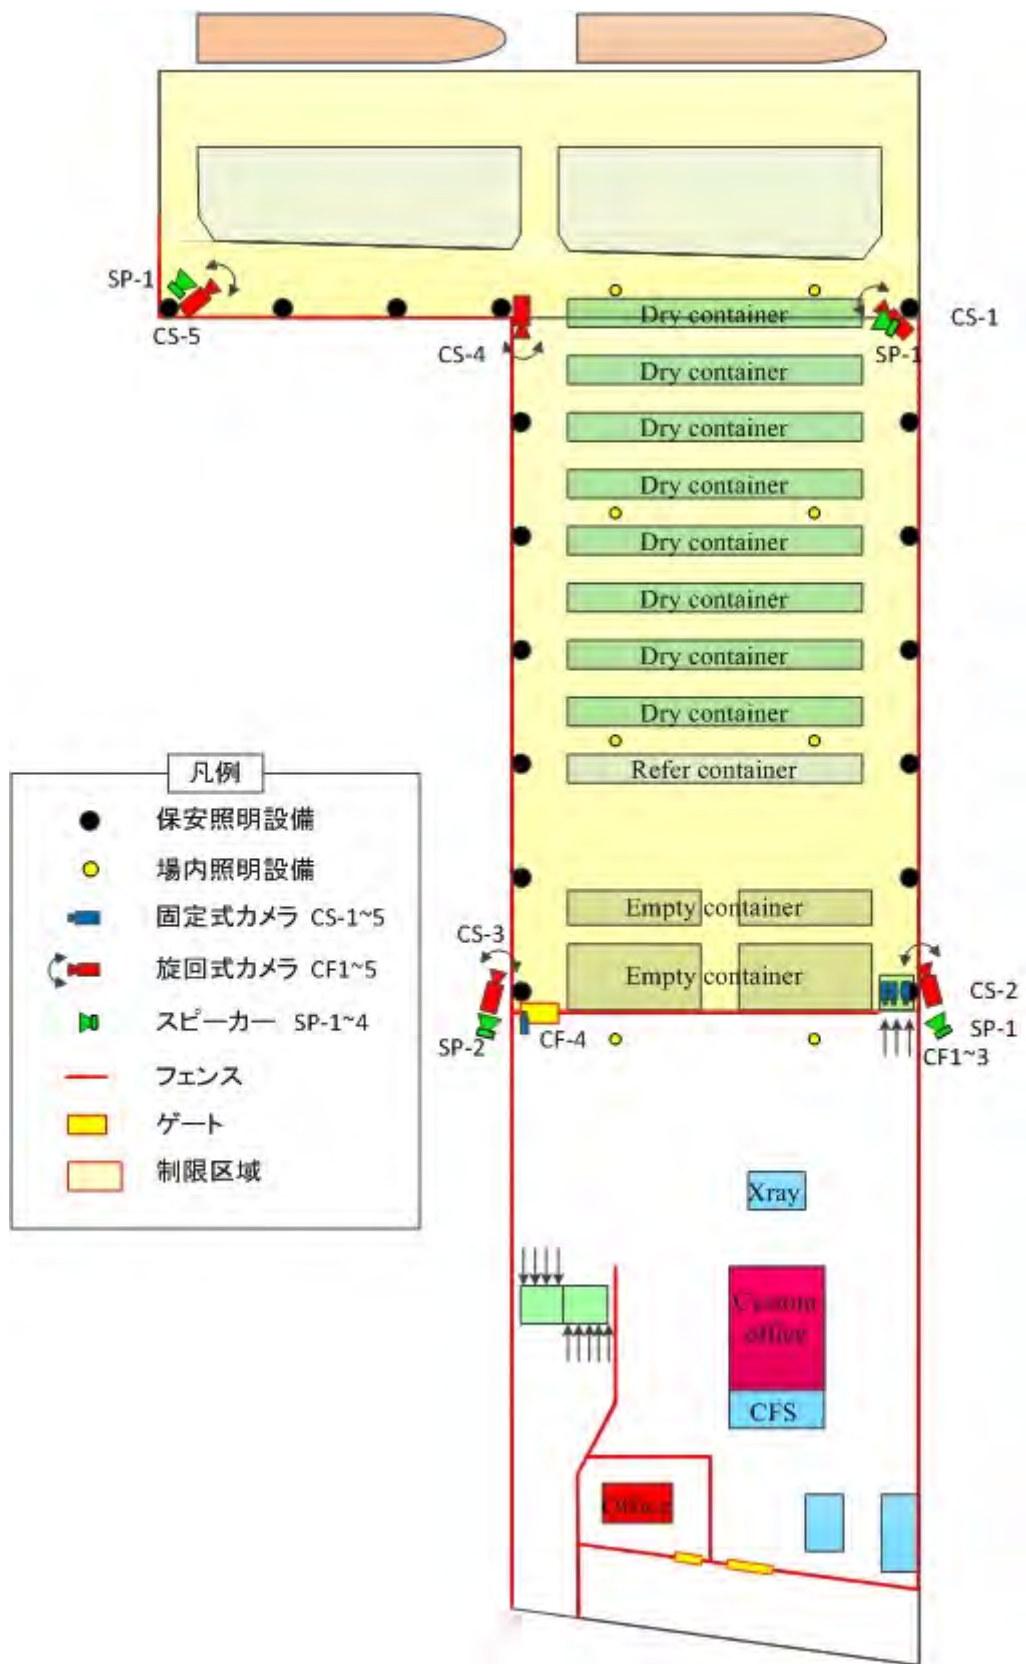 SP-1
CS-5
CS-4
Dry container
CS-1
SP-1
Dry container
Dry container
Dry container
Dry container
Dry container
Dry container
Dry container
Refer container
Empty container
Empty container
CS-3
SP-2
CF-4
CS-2
SP-1
CF1~3
凡例
保安照明設備
場内照明設備
固定式カメラ CS-1~5
旋回式カメラ CF1~5
スピーカー SP-1~4
フェンス
ゲート
制限区域
Xray
Custom
office
CFS
Office